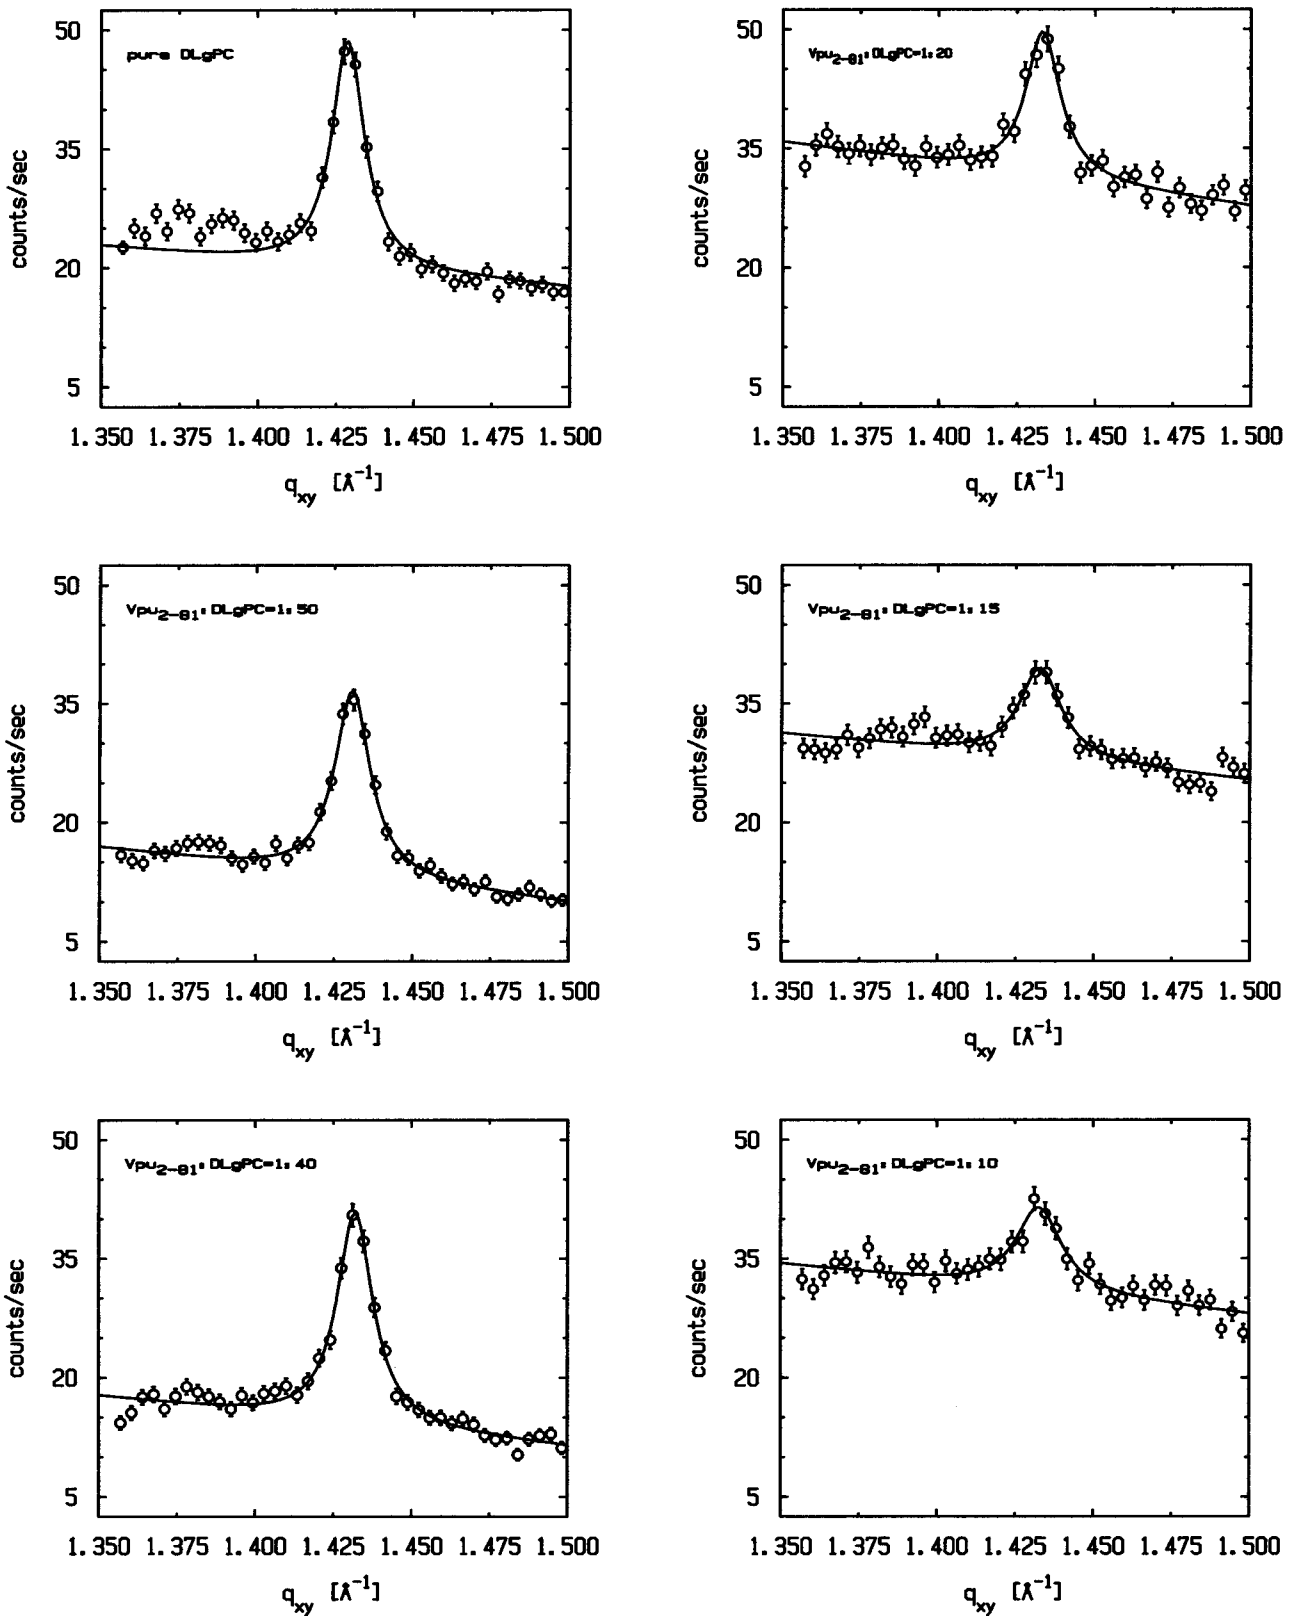 50
pure DLgPC
35
counts/sec
20
5
1.350 1.375 1.400 1.425 1.450 1.475 1.500
qxy [Å-1]
50
Vpu2-81:DLgPC=1:20
35
counts/sec
20
5
1.350 1.375 1.400 1.425 1.450 1.475 1.500
qxy [Å-1]
50
Vpu2-81:DLgPC=1:50
35
counts/sec
20
5
1.350 1.375 1.400 1.425 1.450 1.475 1.500
qxy [Å-1]
50
Vpu2-81:DLgPC=1:15
35
counts/sec
20
5
1.350 1.375 1.400 1.425 1.450 1.475 1.500
qxy [Å-1]
50
Vpu2-81:DLgPC=1:40
35
counts/sec
20
5
1.350 1.375 1.400 1.425 1.450 1.475 1.500
qxy [Å-1]
50
Vpu2-81:DLgPC=1:10
35
counts/sec
20
5
1.350 1.375 1.400 1.425 1.450 1.475 1.500
qxy [Å-1]